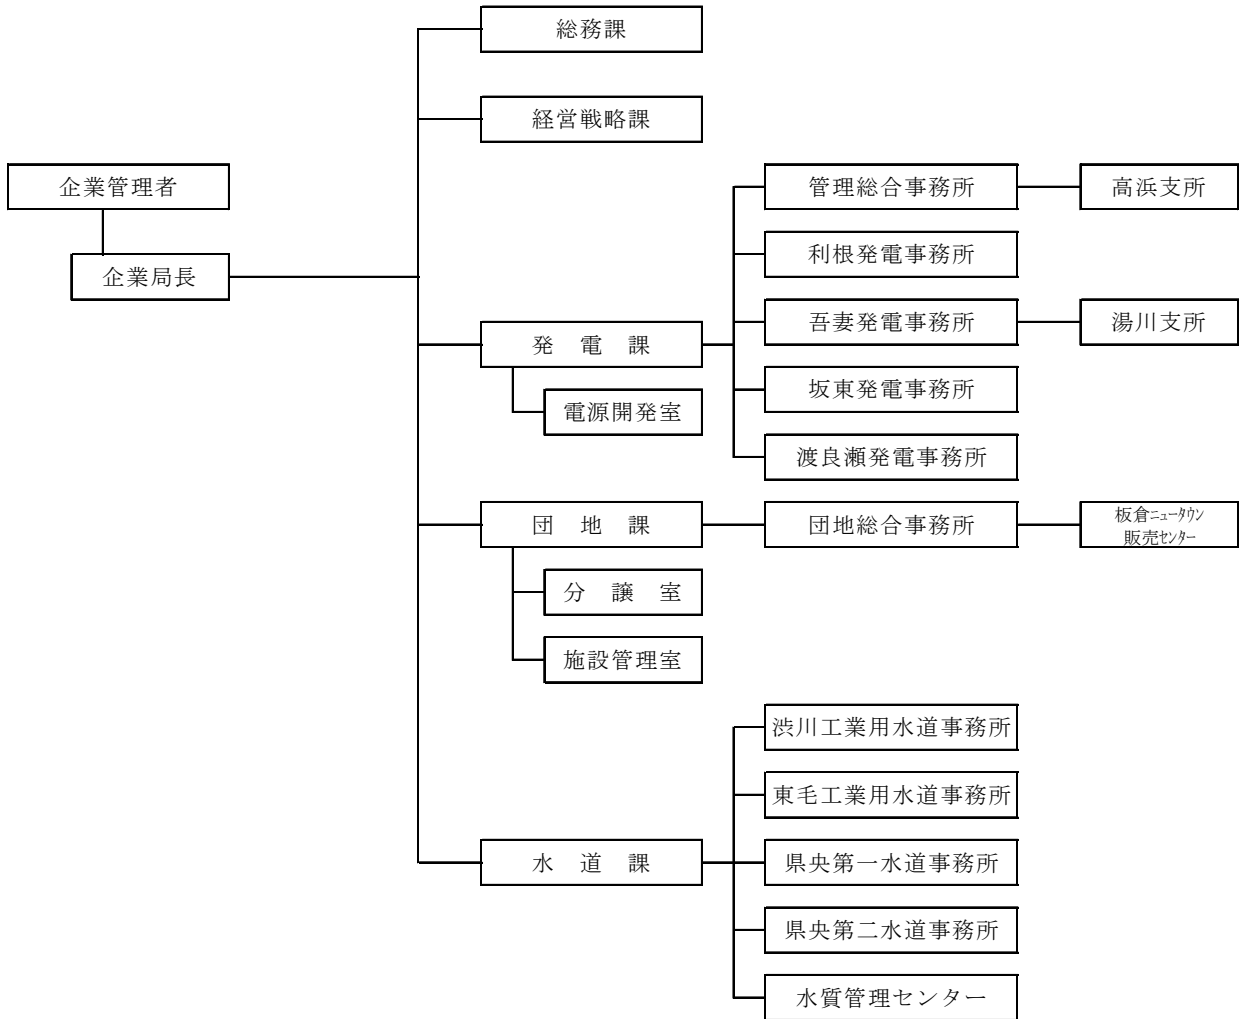 総務課
経営戦略課
企業管理者
企業局長
管理総合事務所
高浜支所
利根発電事務所
発　電　課
吾妻発電事務所
湯川支所
電源開発室
坂東発電事務所
渡良瀬発電事務所
団　地　課
団地総合事務所
板倉ﾆｭｰﾀｳﾝ
販売ｾﾝﾀｰ
分　譲　室
施設管理室
渋川工業用水道事務所
東毛工業用水道事務所
水　道　課
県央第一水道事務所
県央第二水道事務所
水質管理センター